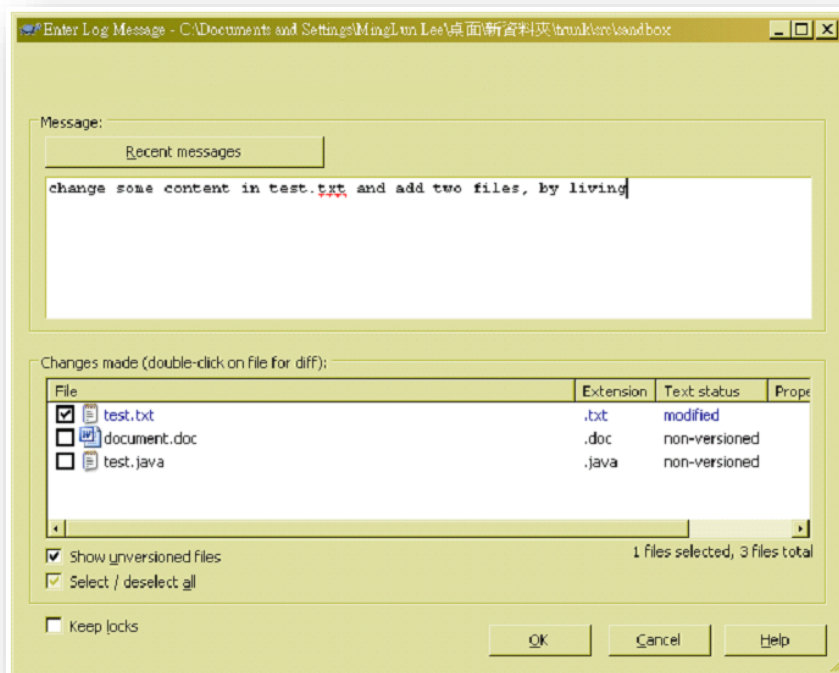 Enter Log Message - C:\Documents and Settings\MingLun Lee\桌面\新資料夾\trunk\src\sandbox
Message:
Recent messages
change some content in test.txt and add two files, by living
Changes made (double-click on file for diff):
File Extension Text status Prope
test.txt .txt modified
document.doc .doc non-versioned
test.java .java non-versioned
Show unversioned files
1 files selected, 3 files total
Select / deselect all
Keep locks
OK Cancel Help